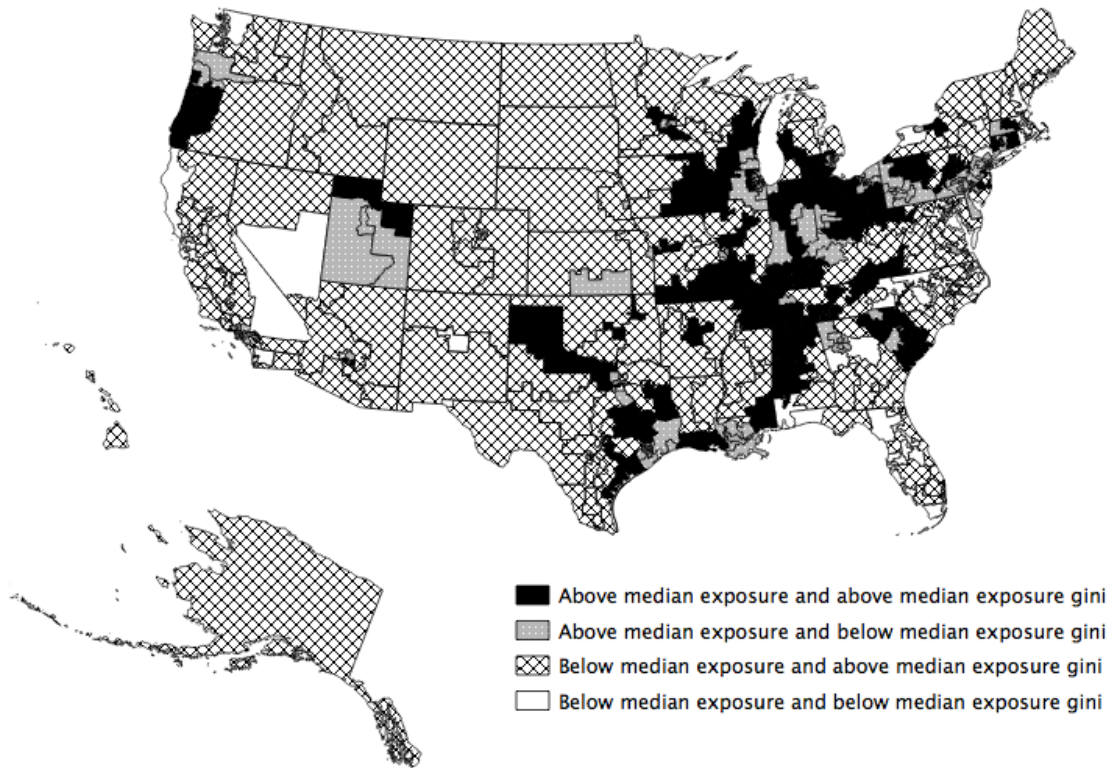 Above median exposure and above median exposure gini
Above median exposure and below median exposure gini
Below median exposure and above median exposure gini
Below median exposure and below median exposure gini